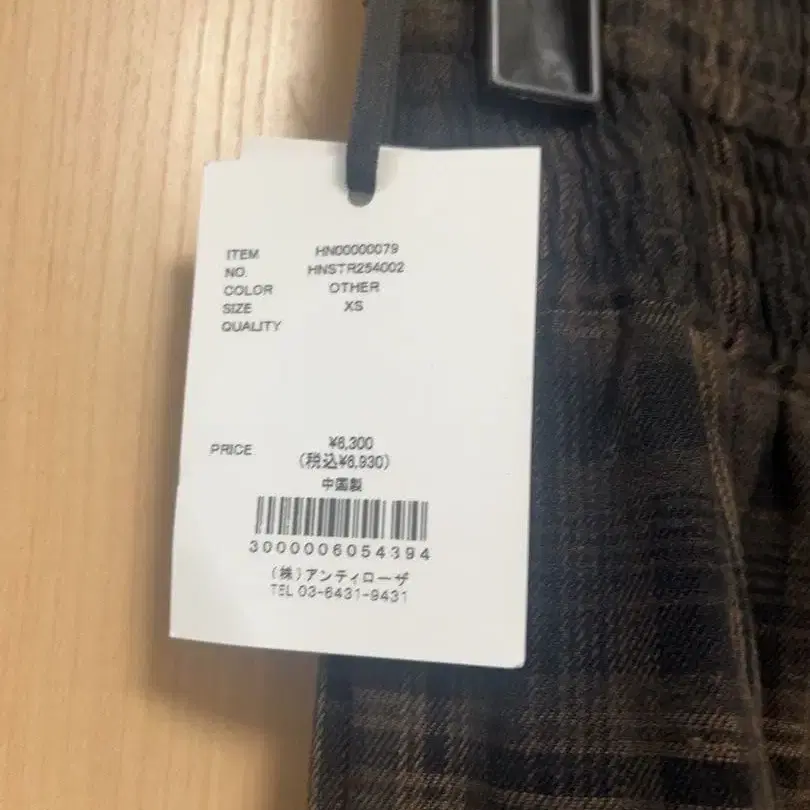 ITEM HN00000079
NO. HNSTR254002
COLOR OTHER
SIZE XS
QUALITY
PRICE ¥6,300
(税込¥6,930)
中国製
3000006054394
(株)アンティローザ
TEL 03-6431-9431